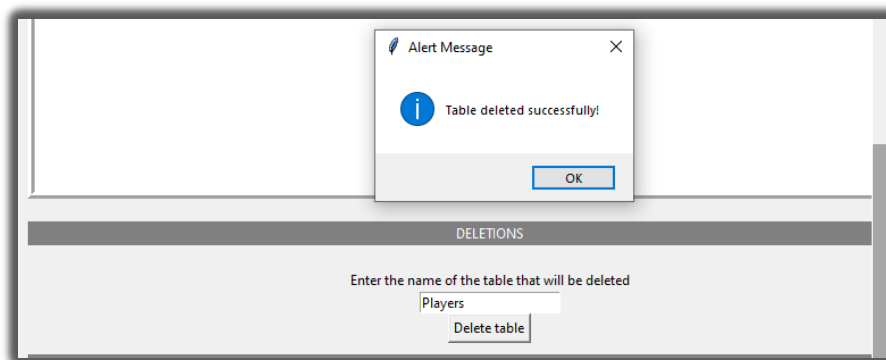 Alert Message
Table deleted successfully!
OK
DELETIONS
Enter the name of the table that will be deleted
Players
Delete table